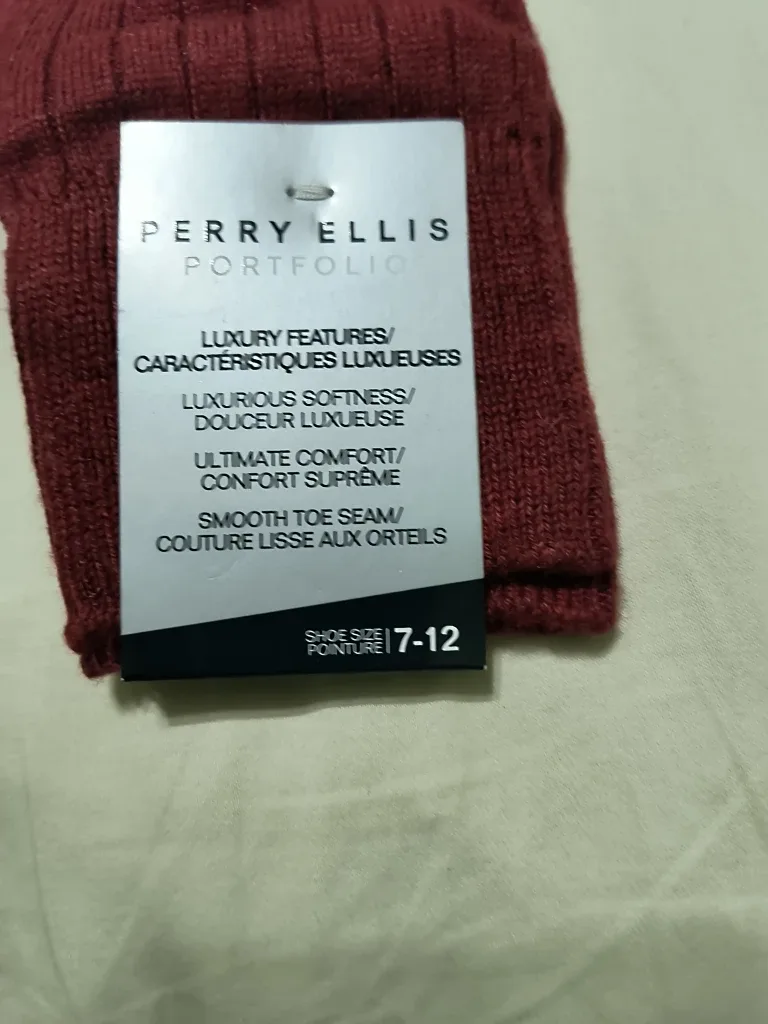 PERRY ELLIS
PORTFOLIO
LUXURY FEATURES/
CARACTÉRISTIQUES LUXUEUSES
LUXURIOUS SOFTNESS/
DOUCEUR LUXUEUSE
ULTIMATE COMFORT/
CONFORT SUPRÊME
SMOOTH TOE SEAM/
COUTURE LISSE AUX ORTEILS
SHOE SIZE
POINTURE | 7-12